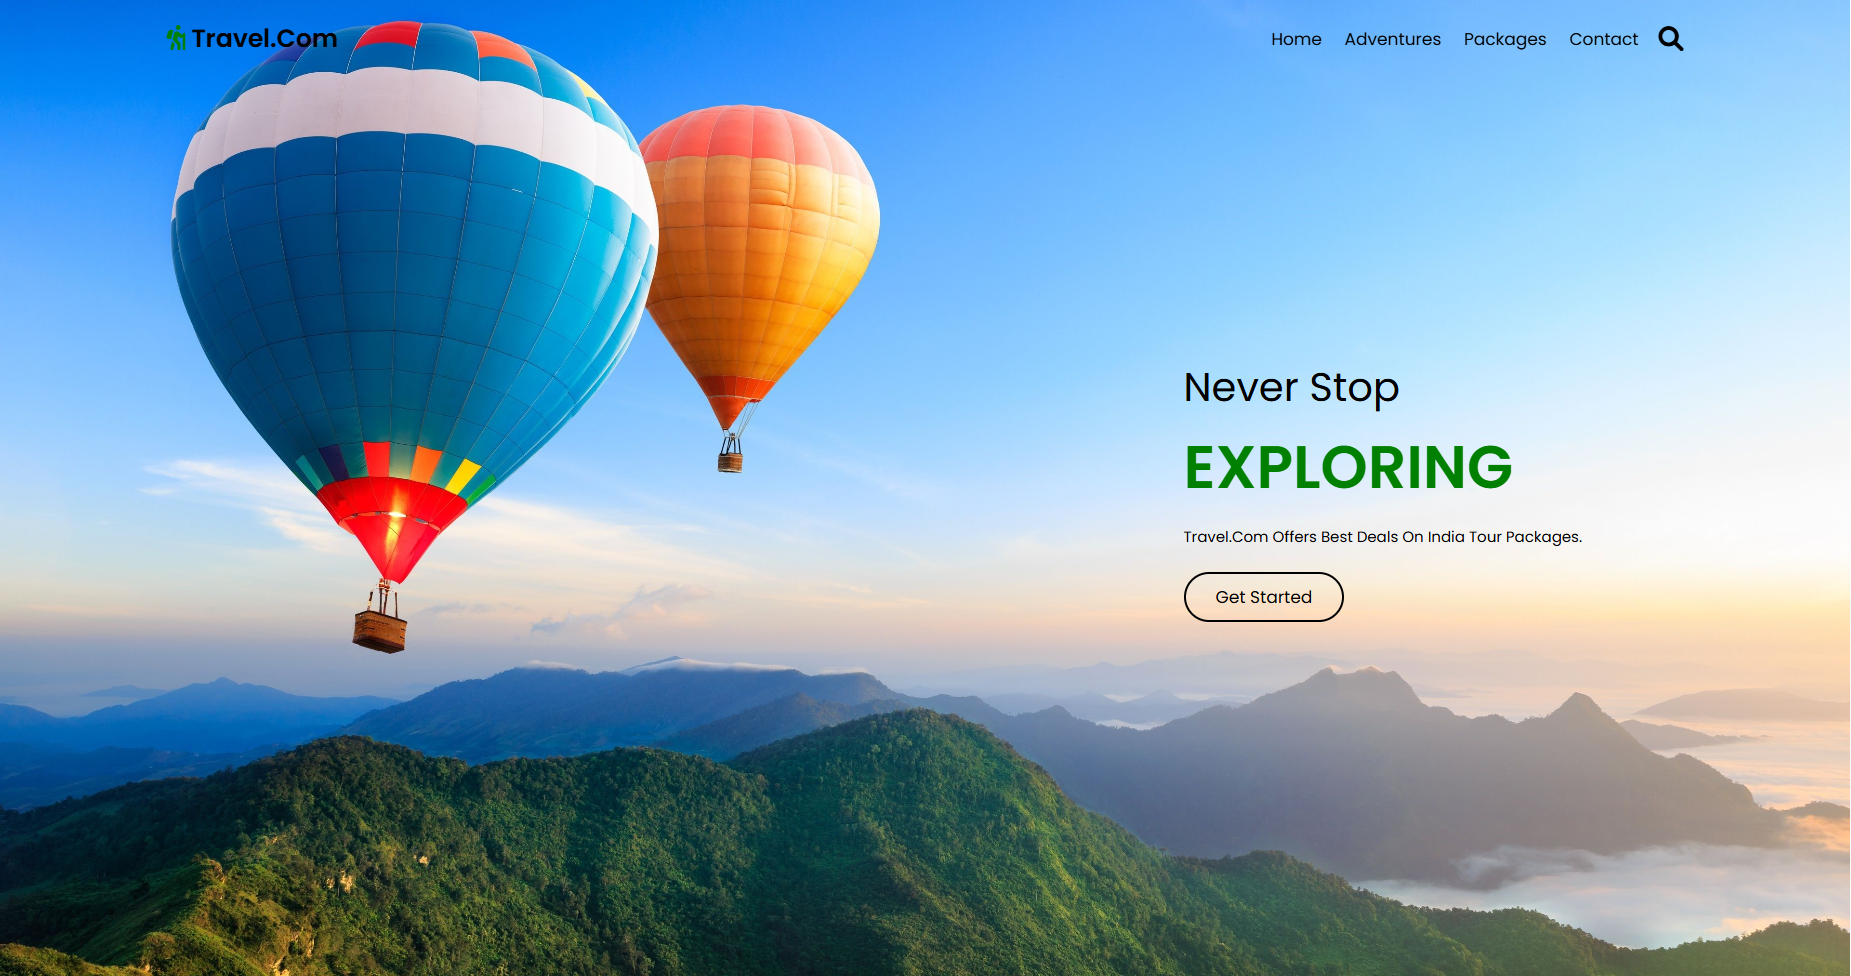 Travel.Com
Home Adventures Packages Contact
Never Stop
EXPLORING
Travel.Com Offers Best Deals On India Tour Packages.
Get Started